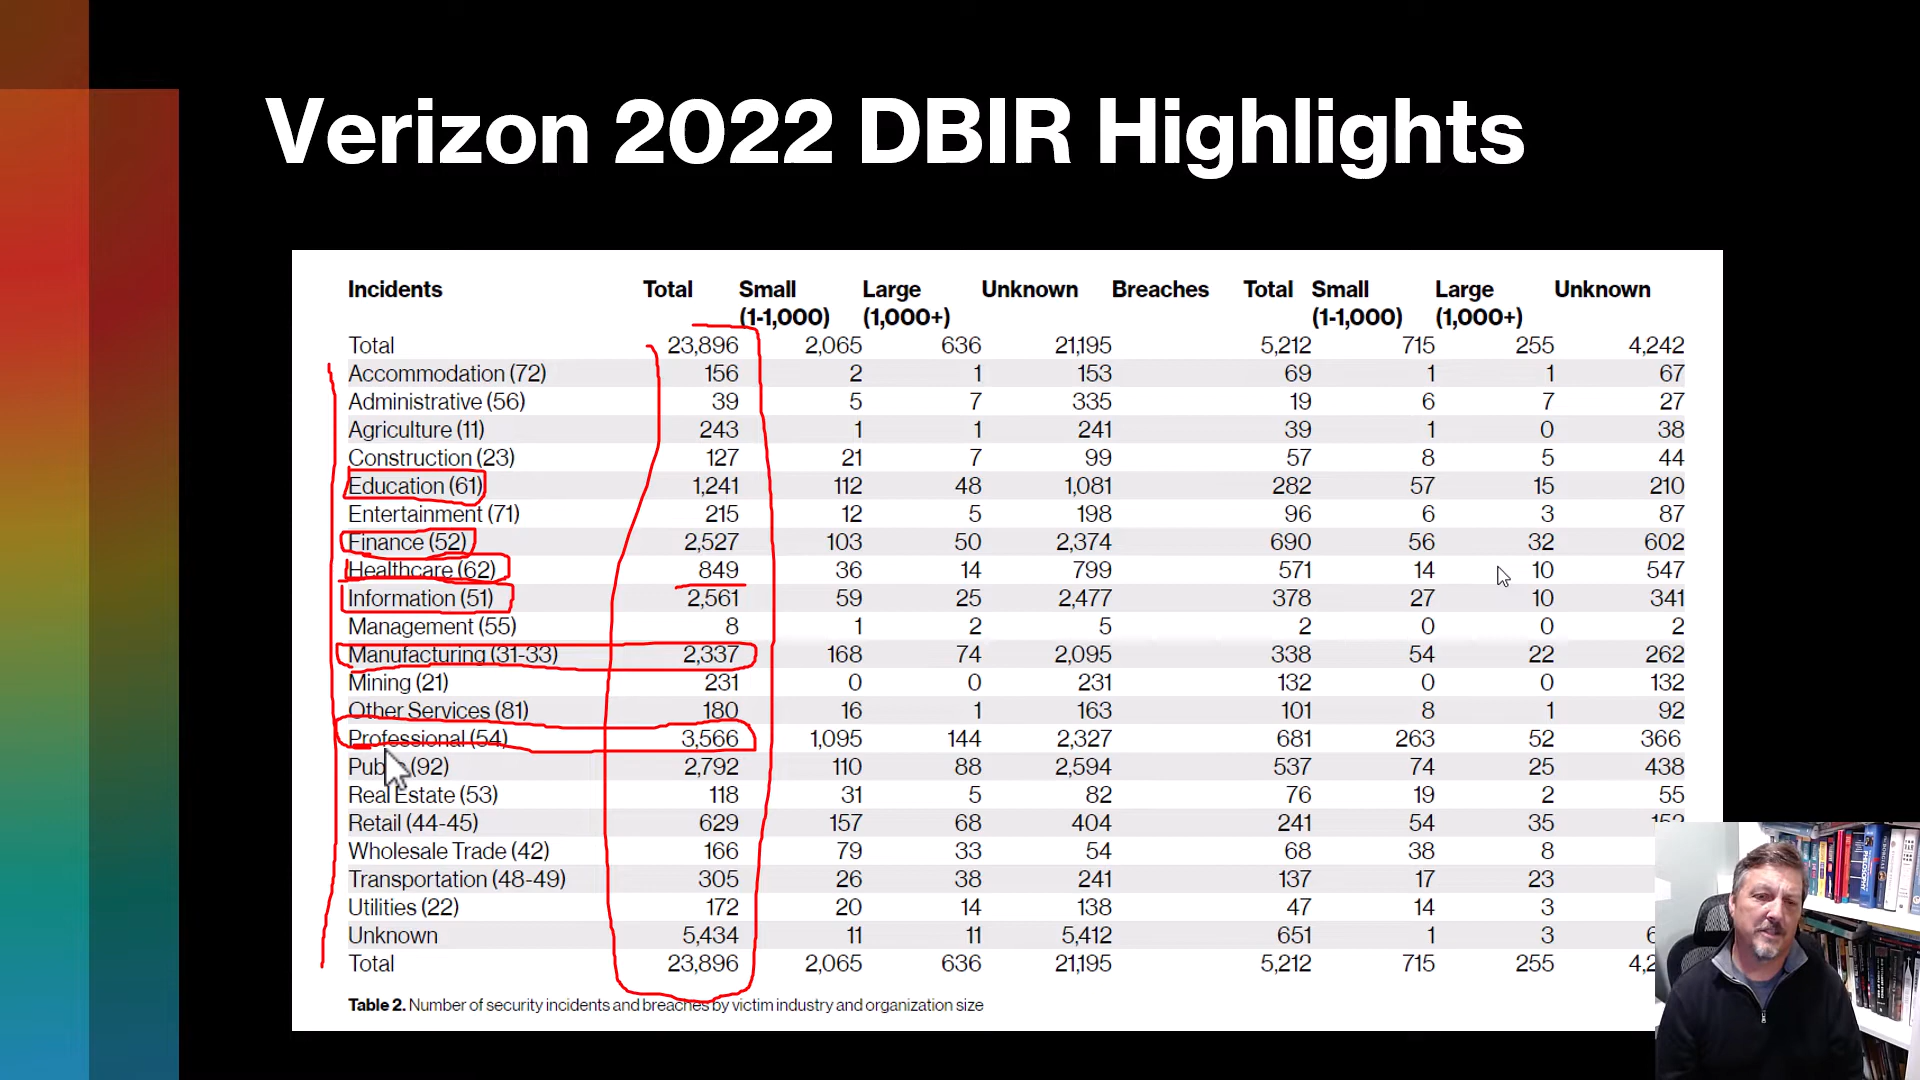 Verizon 2022 DBIR Highlights
Incidents Total Small (1-1,000) Large (1,000+) Unknown Breaches Total Small (1-1,000) Large (1,000+) Unknown
Total 23,896 2,065 636 21,195 5,212 715 255 4,242
Accommodation (72) 156 2 1 153 69 1 1 67
Administrative (56) 39 5 7 335 19 6 7 27
Agriculture (11) 243 1 1 241 39 1 0 38
Construction (23) 127 21 7 99 57 8 5 44
Education (61) 1,241 112 48 1,081 282 57 15 210
Entertainment (71) 215 12 5 198 96 6 3 87
Finance (52) 2,527 103 50 2,374 690 56 32 602
Healthcare (62) 849 36 14 799 571 14 10 547
Information (51) 2,561 59 25 2,477 378 27 10 341
Management (55) 8 1 2 5 2 0 0 2
Manufacturing (31-33) 2,337 168 74 2,095 338 54 22 262
Mining (21) 231 0 0 231 132 0 0 132
Other Services (81) 180 16 1 163 101 8 1 92
Professional (54) 3,566 1,095 144 2,327 681 263 52 366
Public (92) 2,792 110 88 2,594 537 74 25 438
Real Estate (53) 118 31 5 82 76 19 2 55
Retail (44-45) 629 157 68 404 241 54 35
Wholesale Trade (42) 166 79 33 54 68 38 8
Transportation (48-49) 305 26 38 241 137 17 23
Utilities (22) 172 20 14 138 47 14 3
Unknown 5,434 11 11 5,412 651 1 3
Total 23,896 2,065 636 21,195 5,212 715 255
Table 2. Number of security incidents and breaches by victim industry and organization size